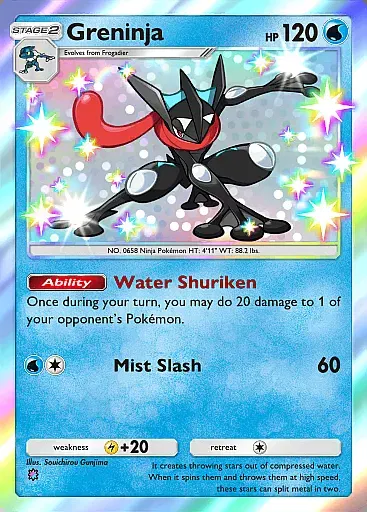 STAGE 2 Greninja HP 120
Evolves from Frogadier
NO. 0658 Ninja Pokémon HT: 4'11" WT: 88.2 lbs.
Ability Water Shuriken
Once during your turn, you may do 20 damage to 1 of
your opponent's Pokémon.
Mist Slash 60
weakness +20 retreat
Illus. Souichirou Gunjima
It creates throwing stars out of compressed water.
When it spins them and throws them at high speed,
these stars can split metal in two.